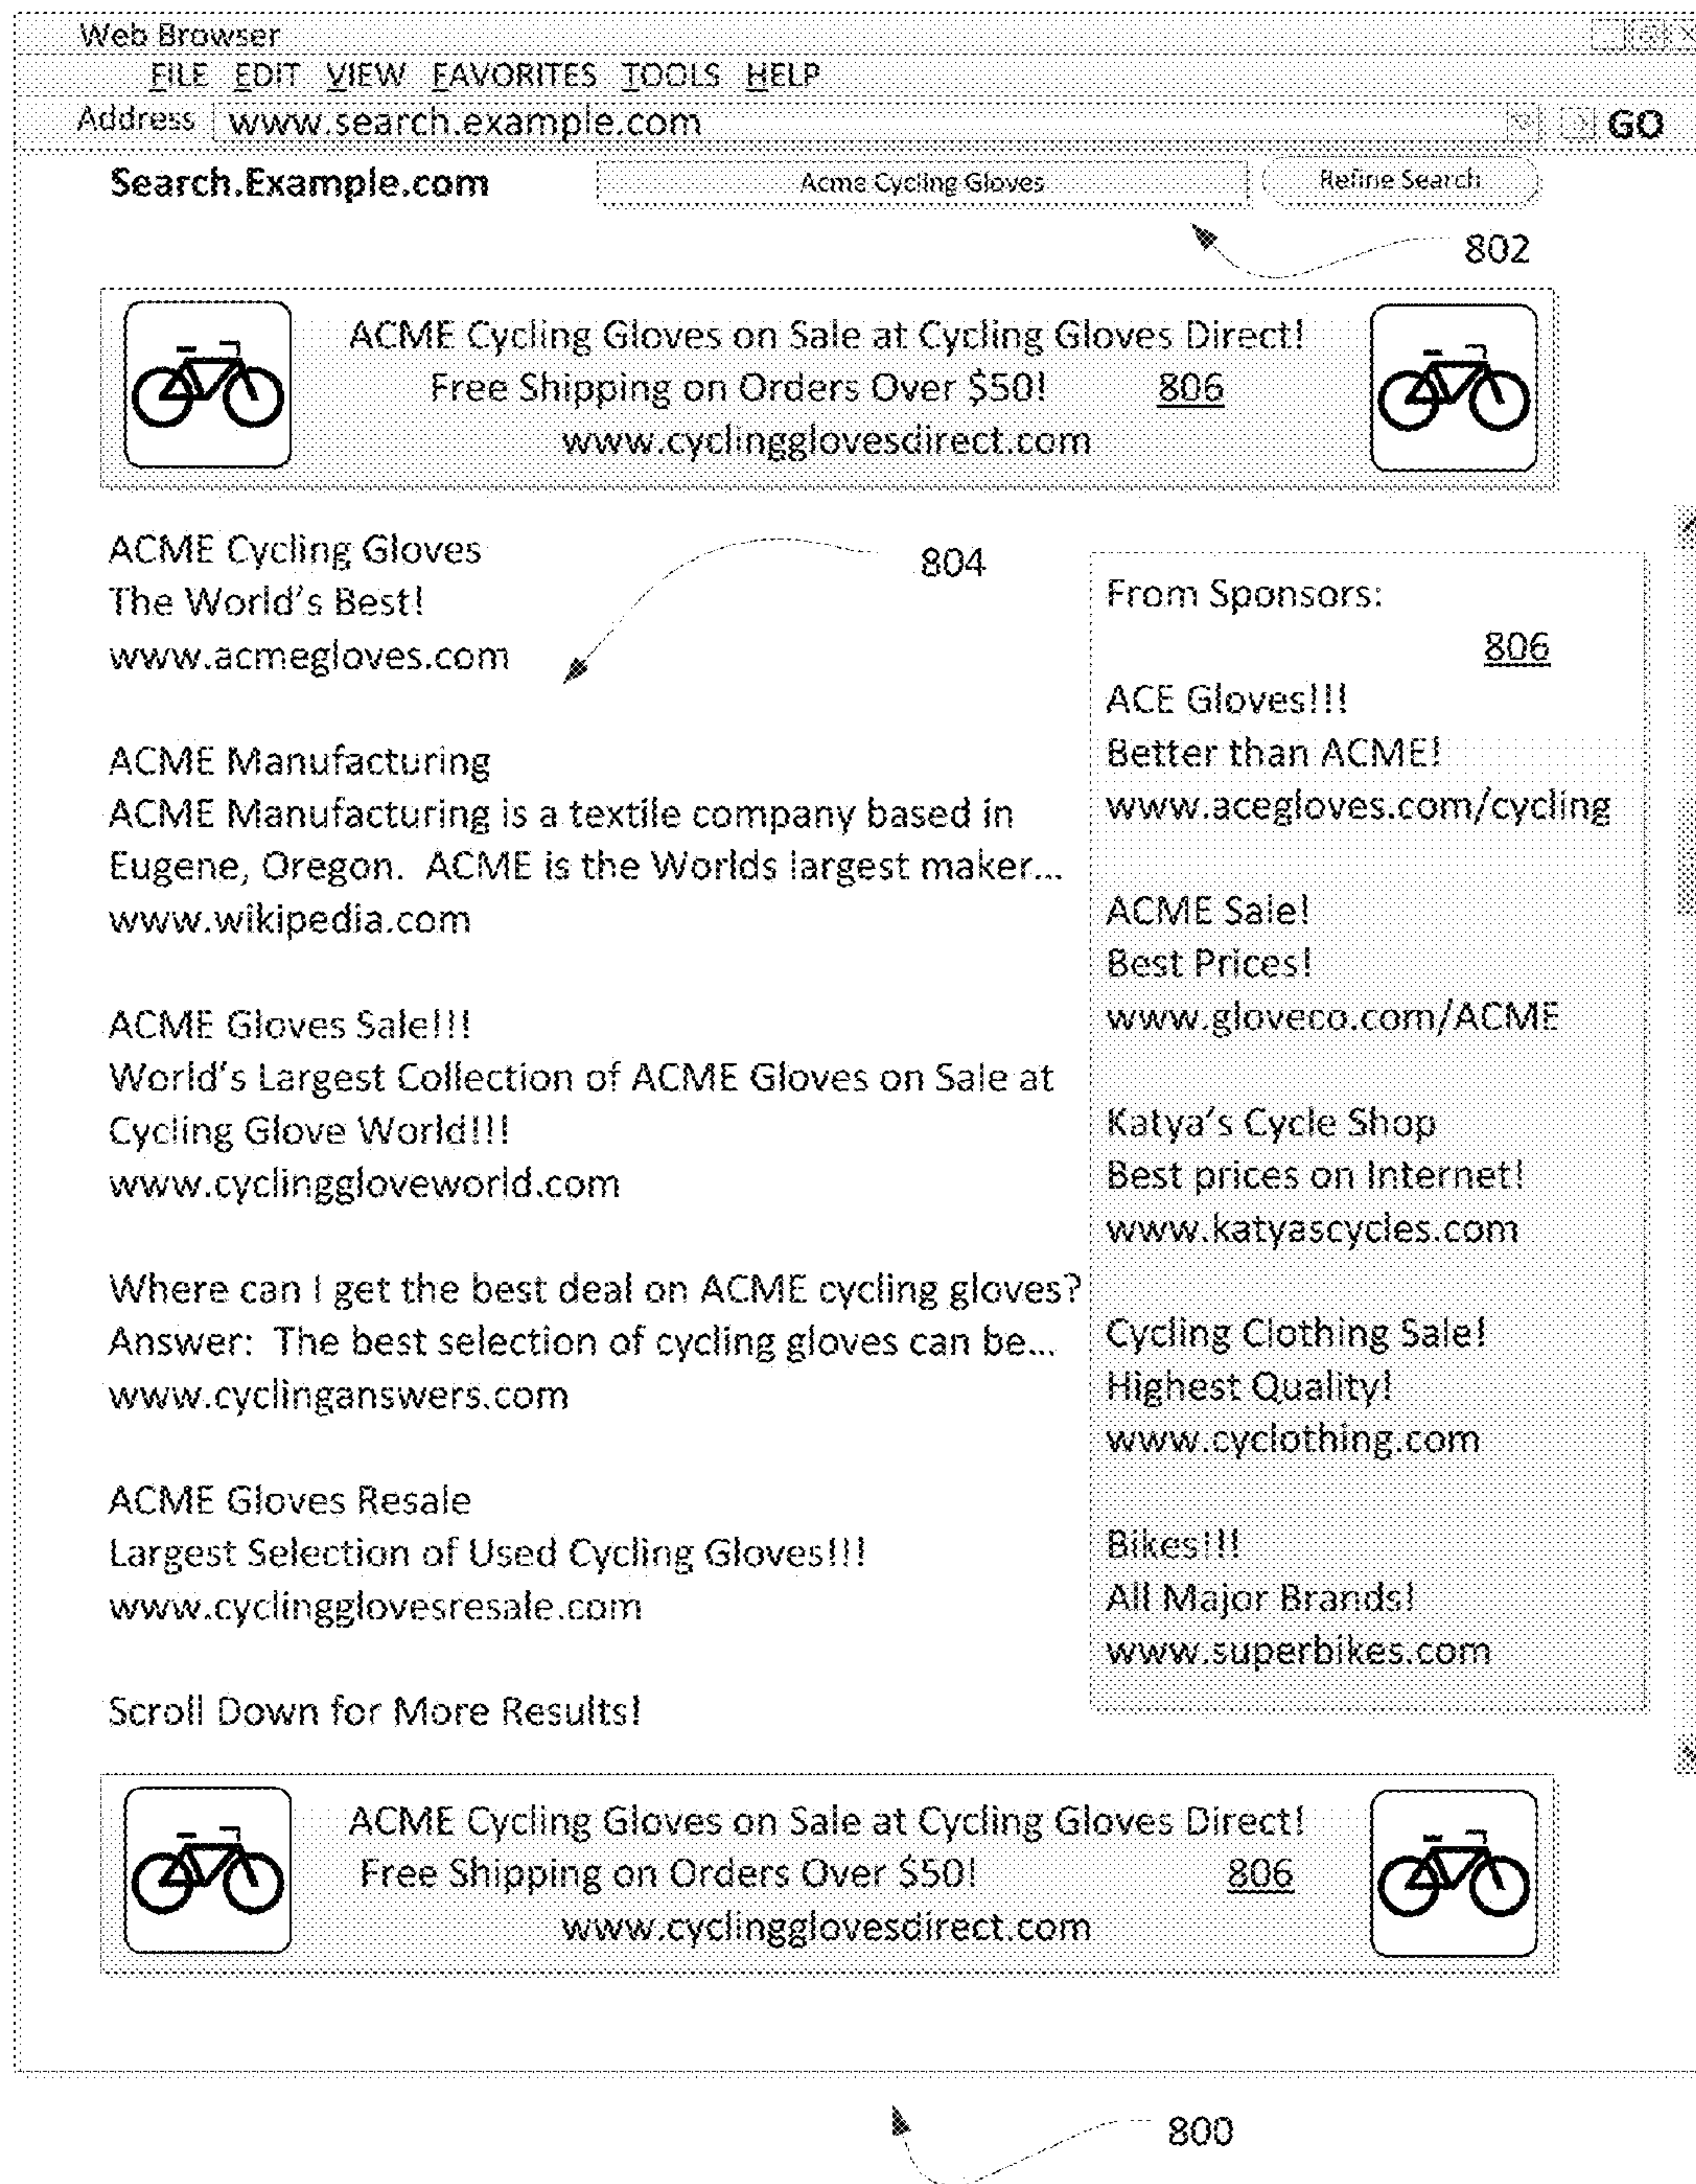 Web Browser
FILE EDIT VIEW FAVORITES TOOLS HELP
Address www.search.example.com GO
Search.Example.com Acme Cycling Gloves Refine Search
802
ACME Cycling Gloves on Sale at Cycling Gloves Direct!
Free Shipping on Orders Over $50! 806
www.cyclingglovesdirect.com
804
ACME Cycling Gloves
The World's Best!
www.acmegloves.com
ACME Manufacturing
ACME Manufacturing is a textile company based in
Eugene, Oregon. ACME is the Worlds largest maker...
www.wikipedia.com
ACME Gloves Sale!!!
World's Largest Collection of ACME Gloves on Sale at
Cycling Glove World!!!
www.cyclinggloveworld.com
Where can I get the best deal on ACME cycling gloves?
Answer: The best selection of cycling gloves can be...
www.cyclinganswers.com
ACME Gloves Resale
Largest Selection of Used Cycling Gloves!!!
www.cyclingglovesresale.com
Scroll Down for More Results!
From Sponsors:
806
ACE Gloves!!!
Better than ACME!
www.acegloves.com/cycling
ACME Sale!
Best Prices!
www.gloveco.com/ACME
Katya's Cycle Shop
Best prices on Internet!
www.katyascycles.com
Cycling Clothing Sale!
Highest Quality!
www.cyclothing.com
Bikes!!!
All Major Brands!
www.superbikes.com
ACME Cycling Gloves on Sale at Cycling Gloves Direct!
Free Shipping on Orders Over $50! 806
www.cyclingglovesdirect.com
800